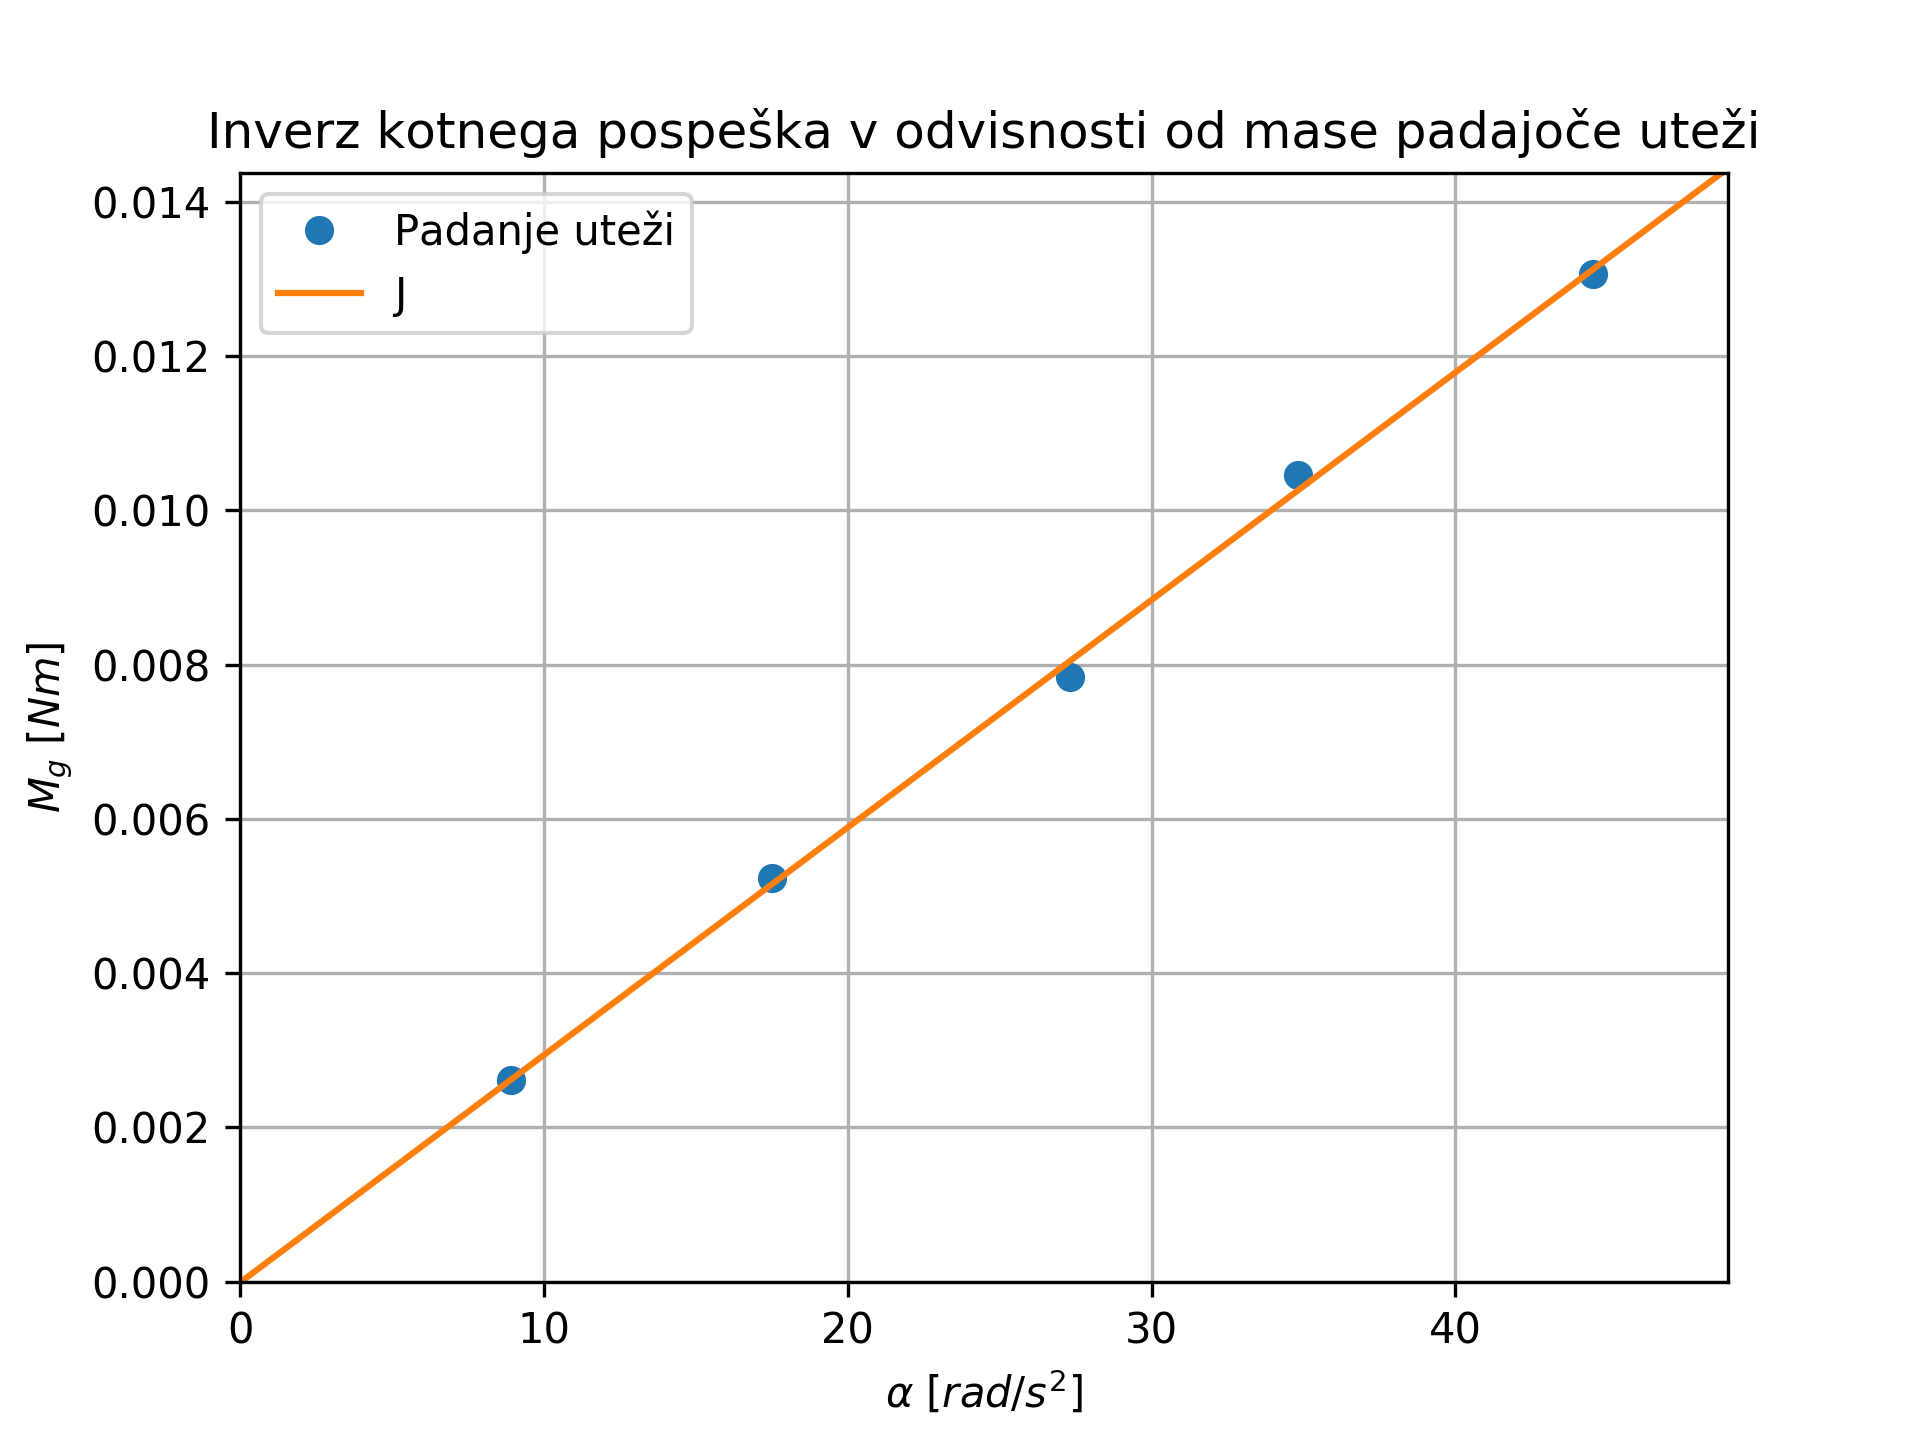 Inverz kotnega pospeška v odvisnosti od mase padajoče uteži
Padanje uteži
J
0.014
0.012
0.010
0.008
0.006
0.004
0.002
0.000
M_g [Nm]
0 10 20 30 40
α [rad/s²]